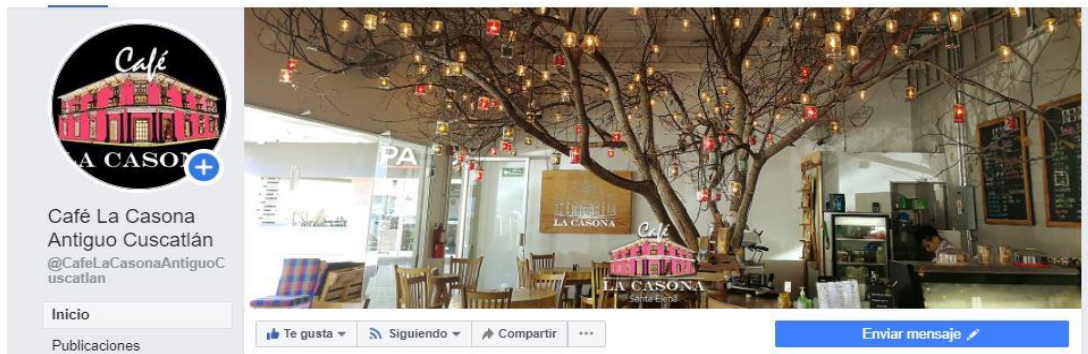 Café
LA CASONA
Café La Casona
Antiguo Cuscatlán
@CafeLaCasonaAntiguoC
uscatlan
Inicio
Publicaciones
PA
LA CASONA
Café
LA CASONA
Santa Elena
Te gusta
Siguiendo
Compartir
Enviar mensaje